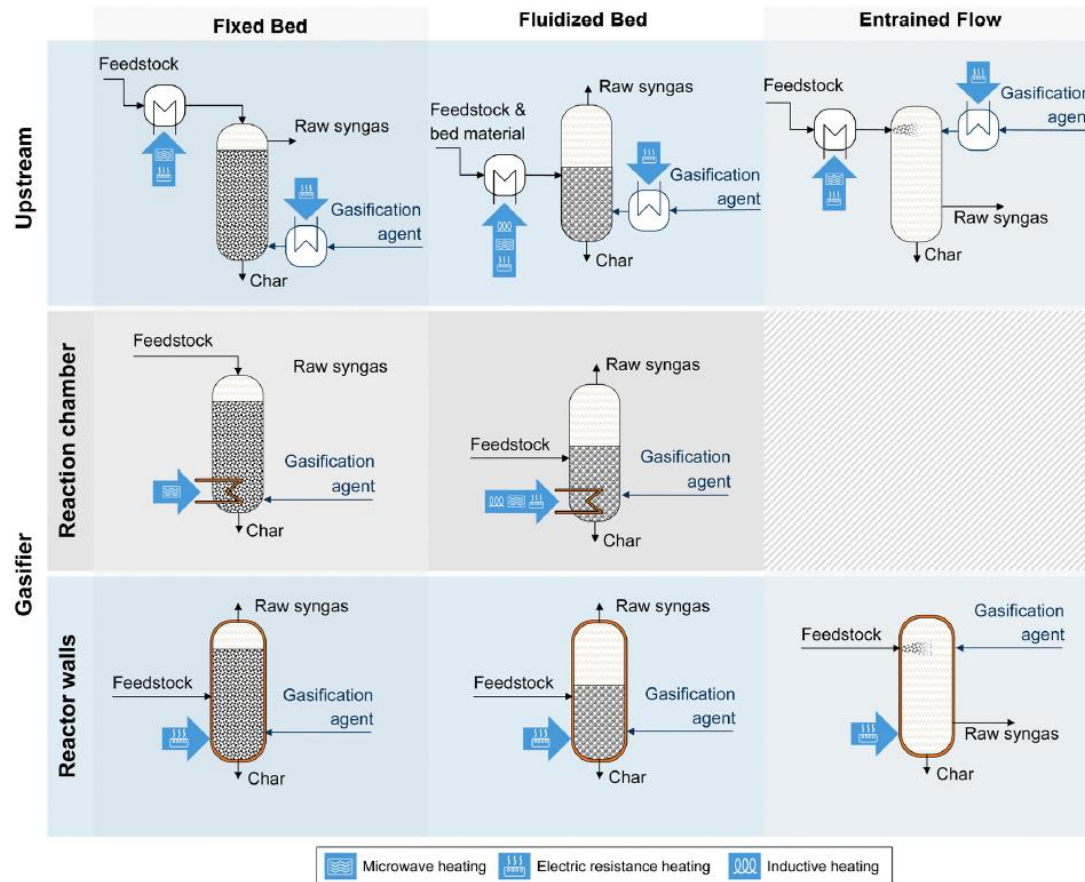 Fixed Bed
Fluidized Bed
Entrained Flow
Upstream
Feedstock
Raw syngas
Gasification
agent
Char
Raw syngas
Feedstock &
bed material
Gasification
agent
Char
Feedstock
Gasification
agent
Raw syngas
Char
Gasifier
Reaction chamber
Feedstock
Raw syngas
Gasification
agent
Char
Raw syngas
Feedstock
Gasification
agent
Char
Reactor walls
Raw syngas
Feedstock
Gasification
agent
Char
Raw syngas
Feedstock
Gasification
agent
Char
Gasification
agent
Feedstock
Raw syngas
Char
Microwave heating
Electric resistance heating
Inductive heating